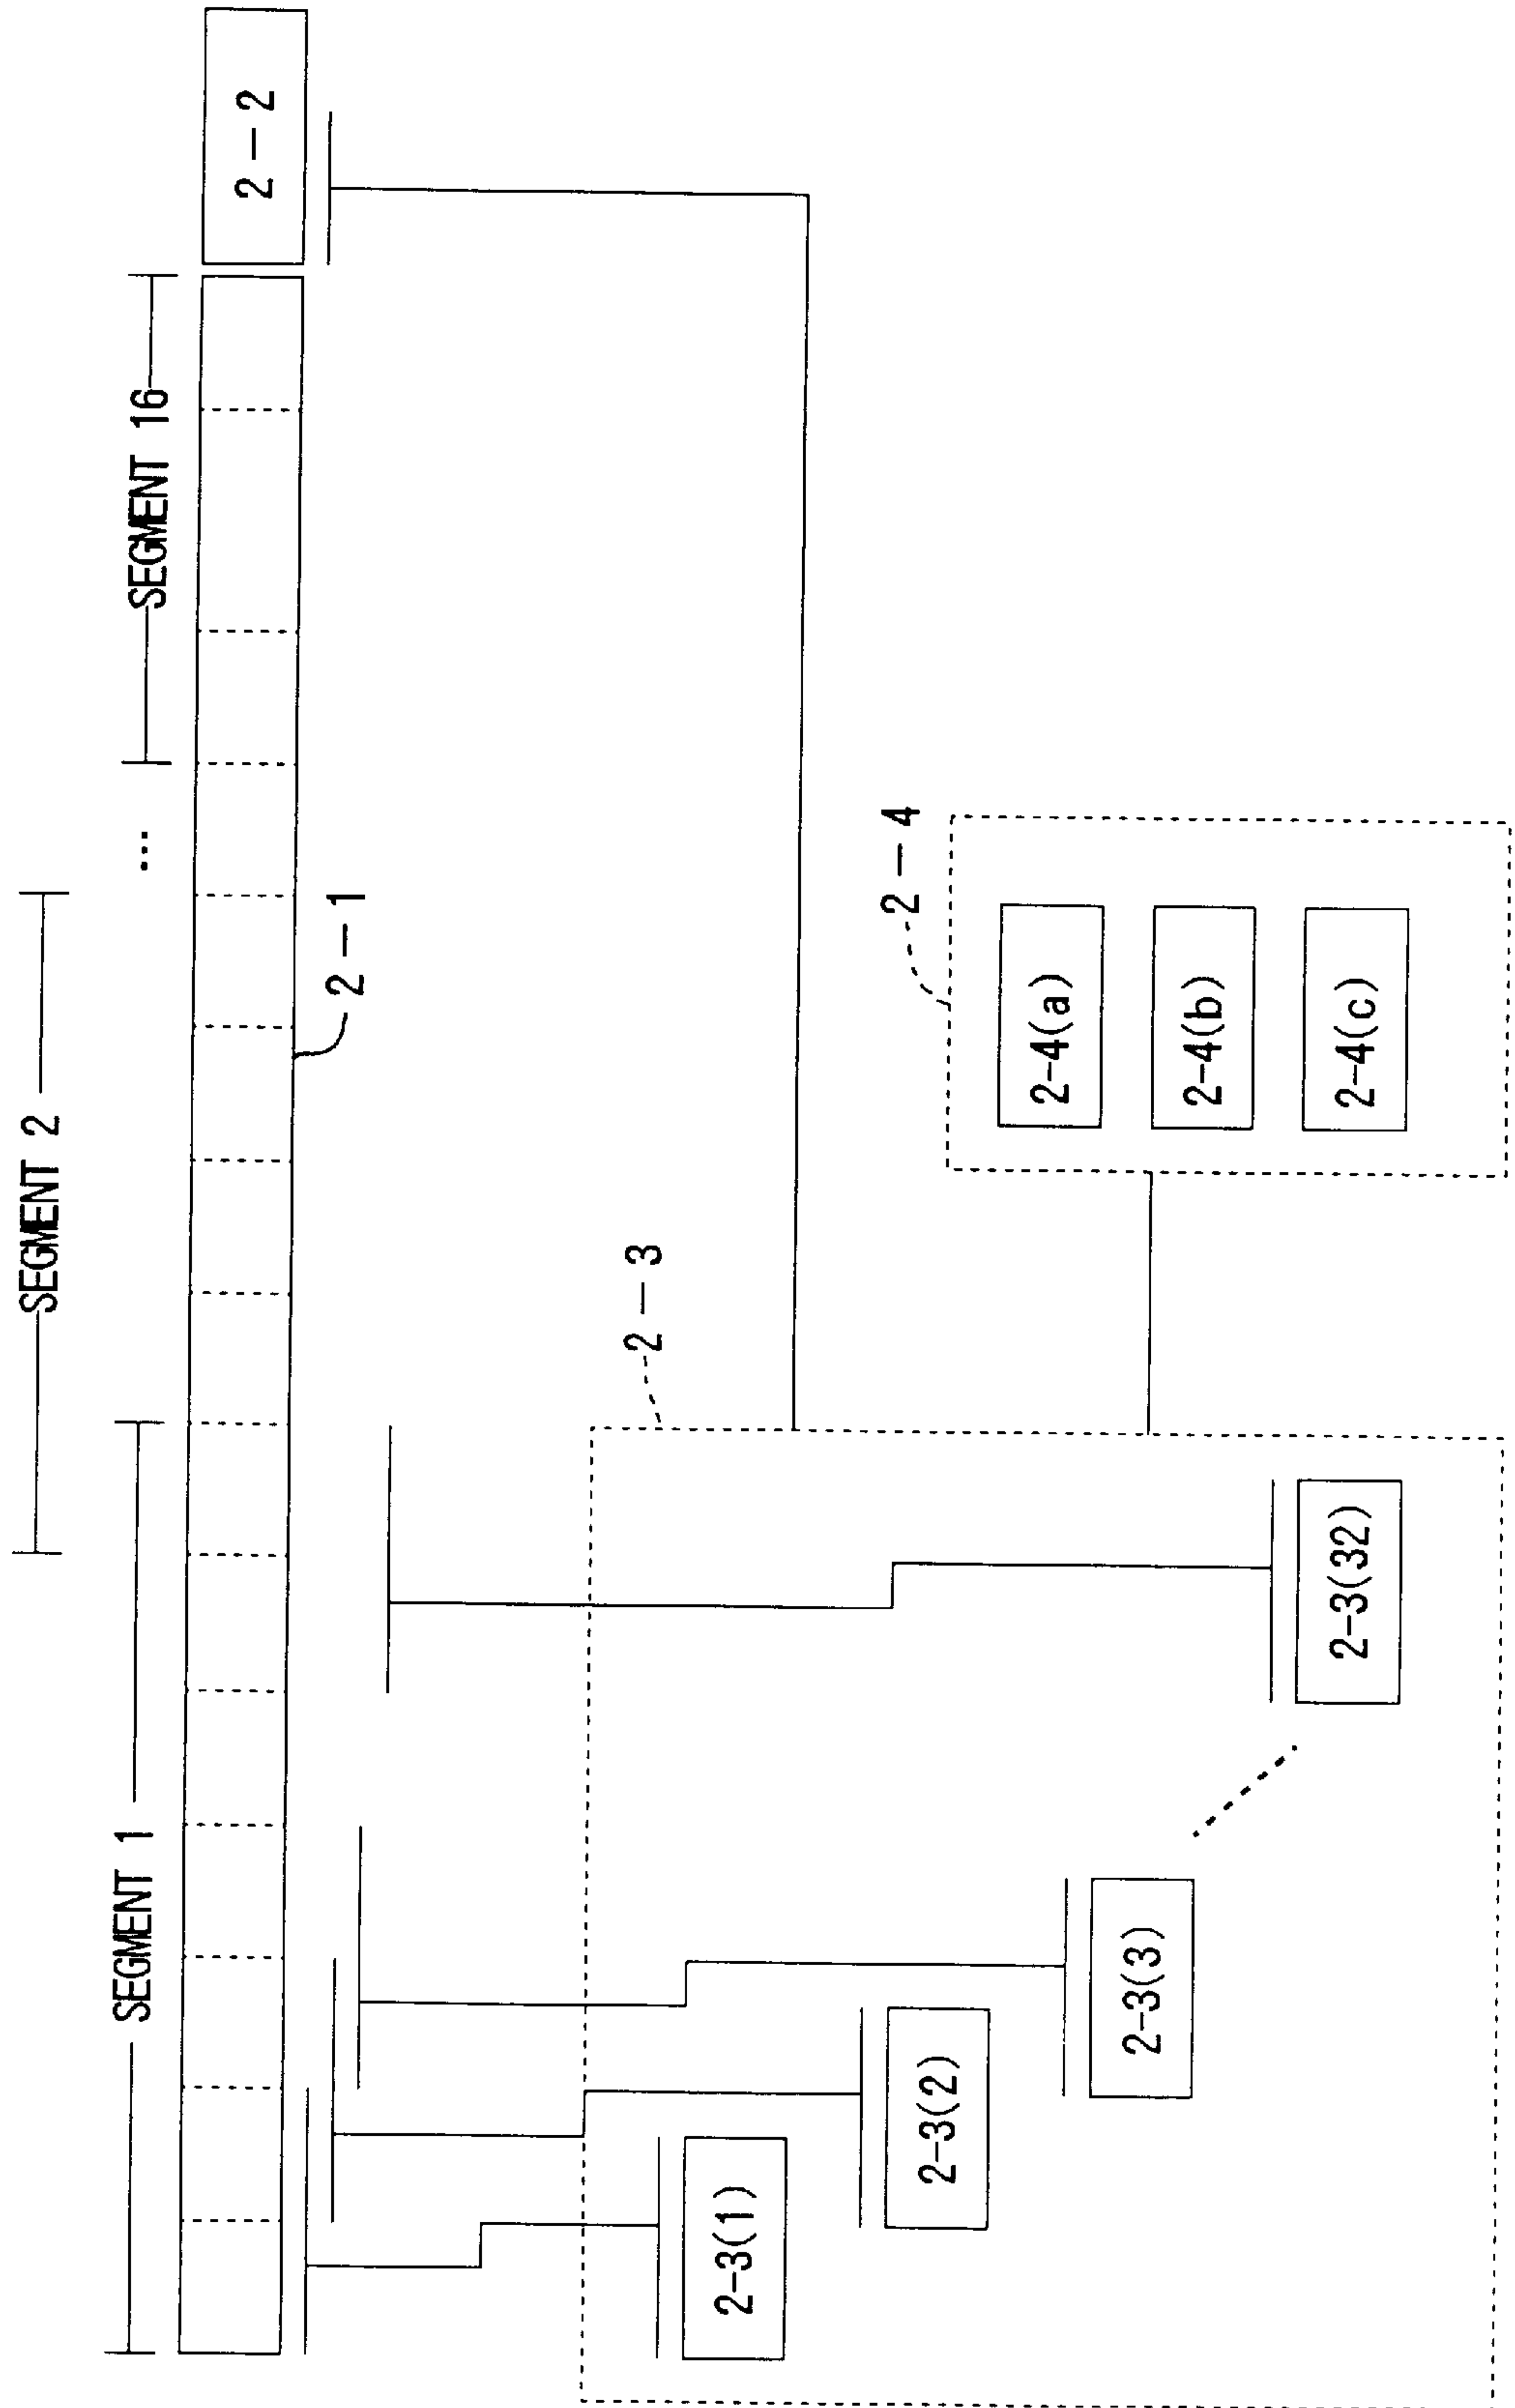 SEGMENT 2
SEGMENT 1
...
SEGMENT 16
2-2
2-1
2-3
2-4
2-3(1)
2-3(2)
2-3(3)
2-3(32)
2-4(a)
2-4(b)
2-4(c)